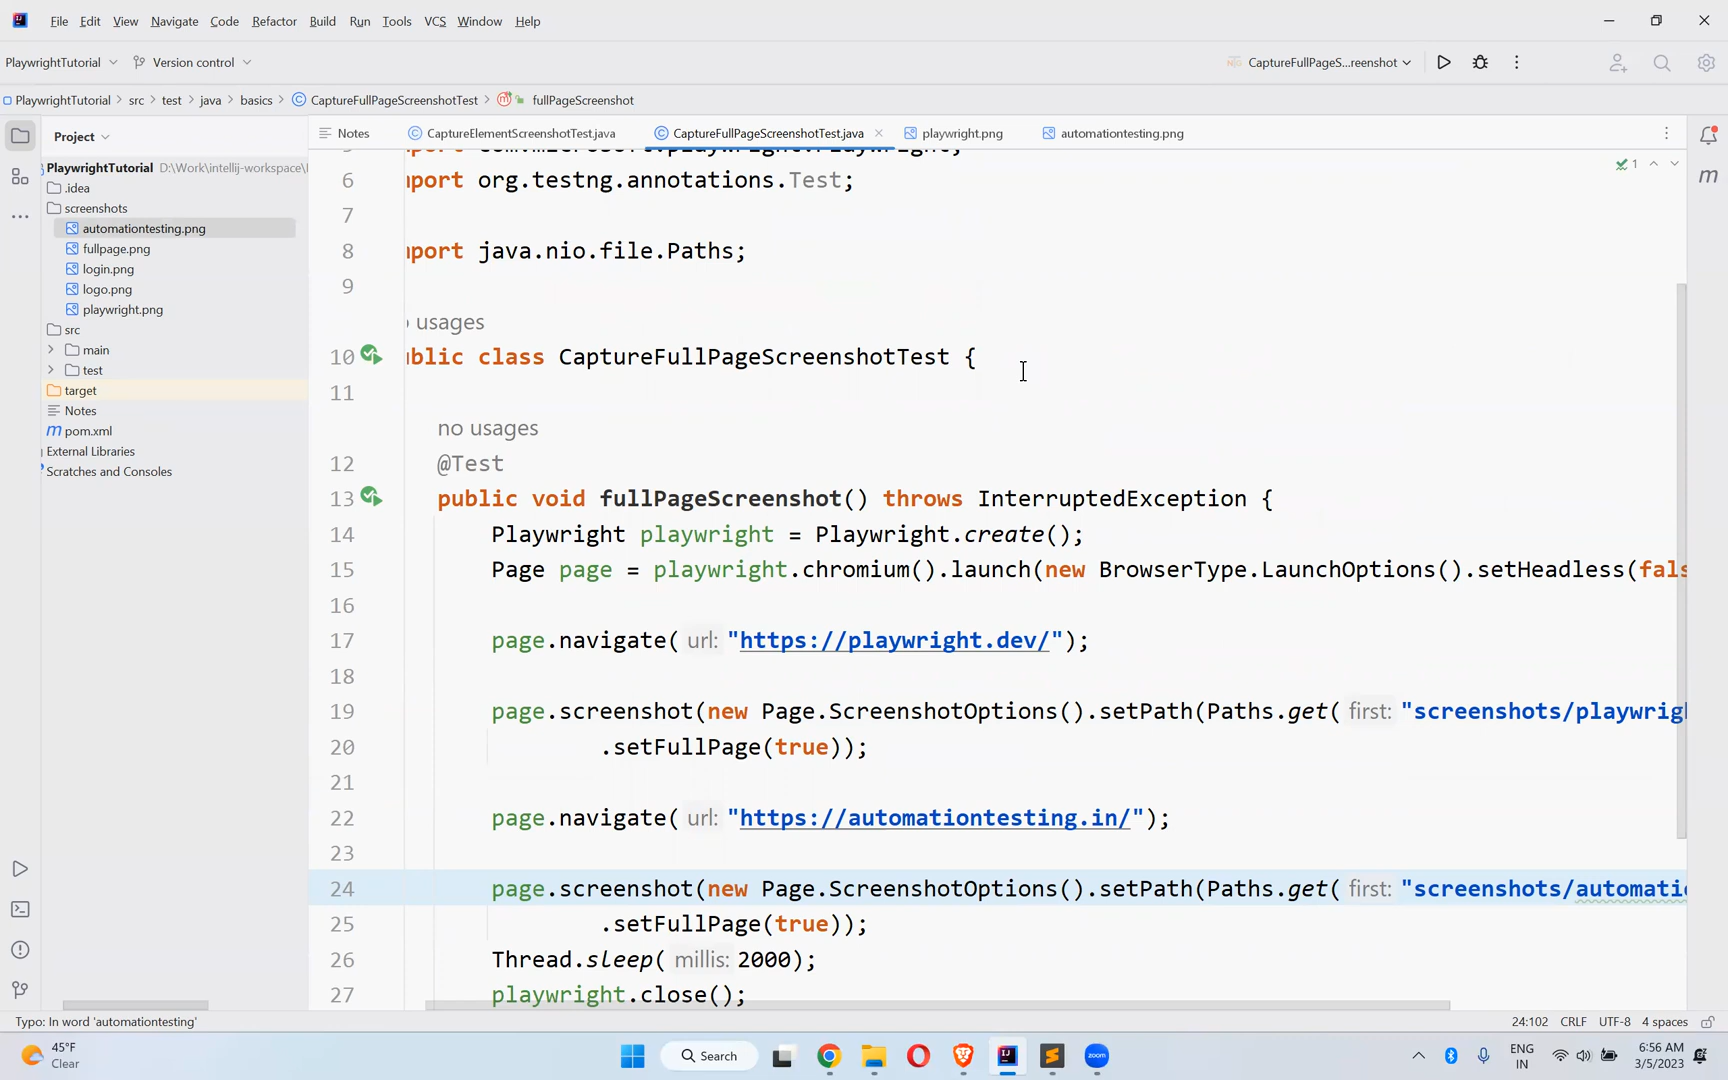 File Edit View Navigate Code Refactor Build Run Tools VCS Window Help
PlaywrightTutorial Version control CaptureFullPageS...reenshot
PlaywrightTutorial src test java basics CaptureFullPageScreenshotTest fullPageScreenshot
Project
Notes CaptureElementScreenshotTest.java CaptureFullPageScreenshotTest.java playwright.png automationtesting.png
PlaywrightTutorial D:\Work\intellij-workspace\
.idea
screenshots
automationtesting.png
fullpage.png
login.png
logo.png
playwright.png
src
main
test
target
Notes
pom.xml
External Libraries
Scratches and Consoles
1
6 port org.testng.annotations.Test;
7
8 port java.nio.file.Paths;
9
usages
10 blic class CaptureFullPageScreenshotTest {
11
no usages
12 @Test
13 public void fullPageScreenshot() throws InterruptedException {
14 Playwright playwright = Playwright.create();
15 Page page = playwright.chromium().launch(new BrowserType.LaunchOptions().setHeadless(fals
16
17 page.navigate( url: "https://playwright.dev/");
18
19 page.screenshot(new Page.ScreenshotOptions().setPath(Paths.get( first: "screenshots/playwrigh
20 .setFullPage(true));
21
22 page.navigate( url: "https://automationtesting.in/");
23
24 page.screenshot(new Page.ScreenshotOptions().setPath(Paths.get( first: "screenshots/automatic
25 .setFullPage(true));
26 Thread.sleep( millis: 2000);
27 playwright.close();
Typo: In word 'automationtesting' 24:102 CRLF UTF-8 4 spaces
45°F
Clear
Search
zoom
ENG
IN
6:56 AM
3/5/2023